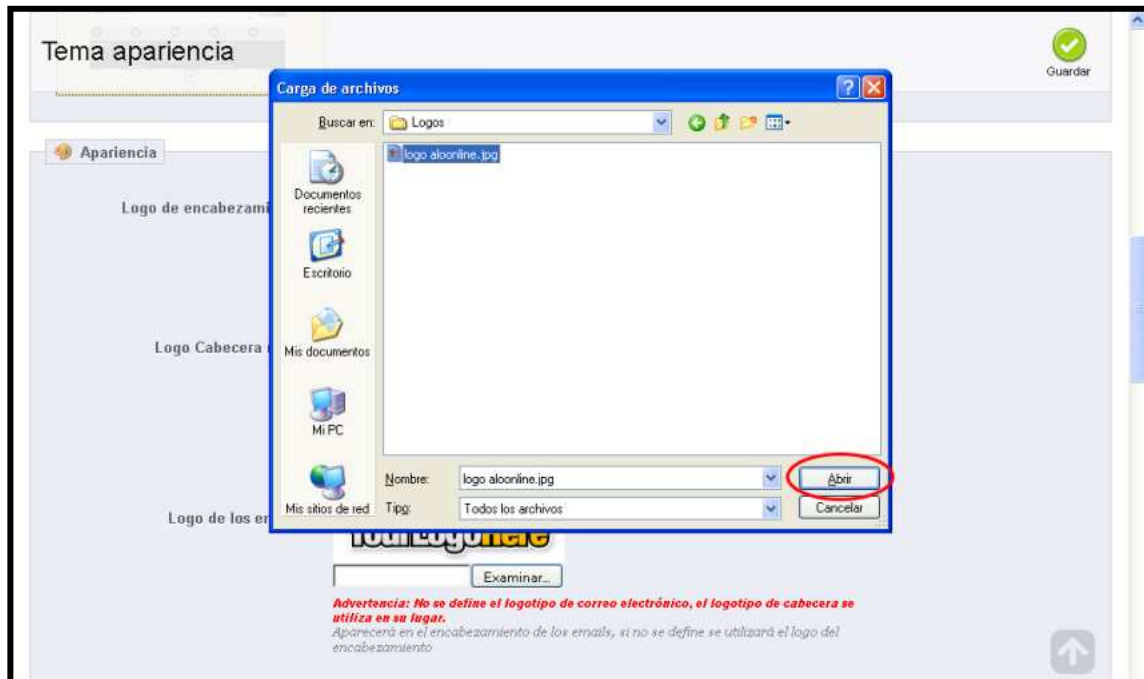 Tema apariencia
Guardar
Carga de archivos
Buscar en:
Logos
Apariencia
logo aloonline.jpg
Documentos
recientes
Logo de encabezami
Escritorio
Logo Cabecera
Mis documentos
Mi PC
Nombre:
logo aloonline.jpg
Abrir
Mis sitios de red
Tipo:
Todos los archivos
Cancelar
Logo de los er
YourLogohere
Examinar...
Advertencia: No se define el logotipo de correo electrónico, el logotipo de cabecera se
utiliza en su lugar.
Aparecerá en el encabezamiento de los emails, si no se define se utilizará el logo del
encabezamiento